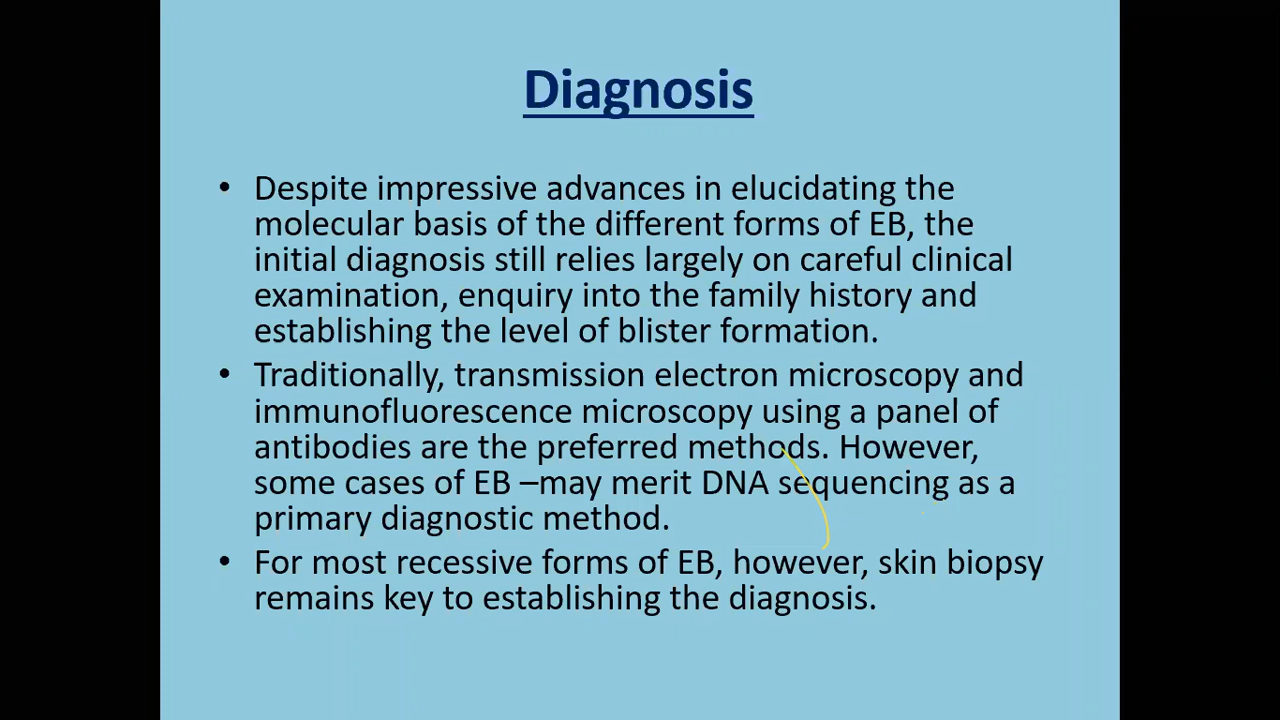 Diagnosis
• Despite impressive advances in elucidating the
molecular basis of the different forms of EB, the
initial diagnosis still relies largely on careful clinical
examination, enquiry into the family history and
establishing the level of blister formation.
• Traditionally, transmission electron microscopy and
immunofluorescence microscopy using a panel of
antibodies are the preferred methods. However,
some cases of EB –may merit DNA sequencing as a
primary diagnostic method.
• For most recessive forms of EB, however, skin biopsy
remains key to establishing the diagnosis.